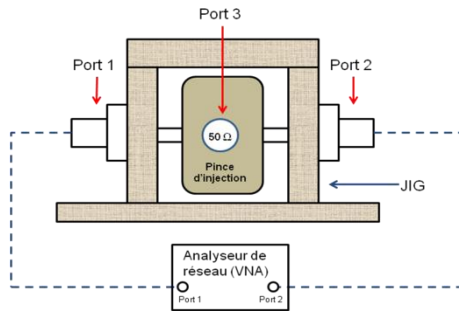 Port 3
Port 1
Port 2
50 Ω
Pince
d'injection
JIG
Analyseur de
réseau (VNA)
Port 1
Port 2